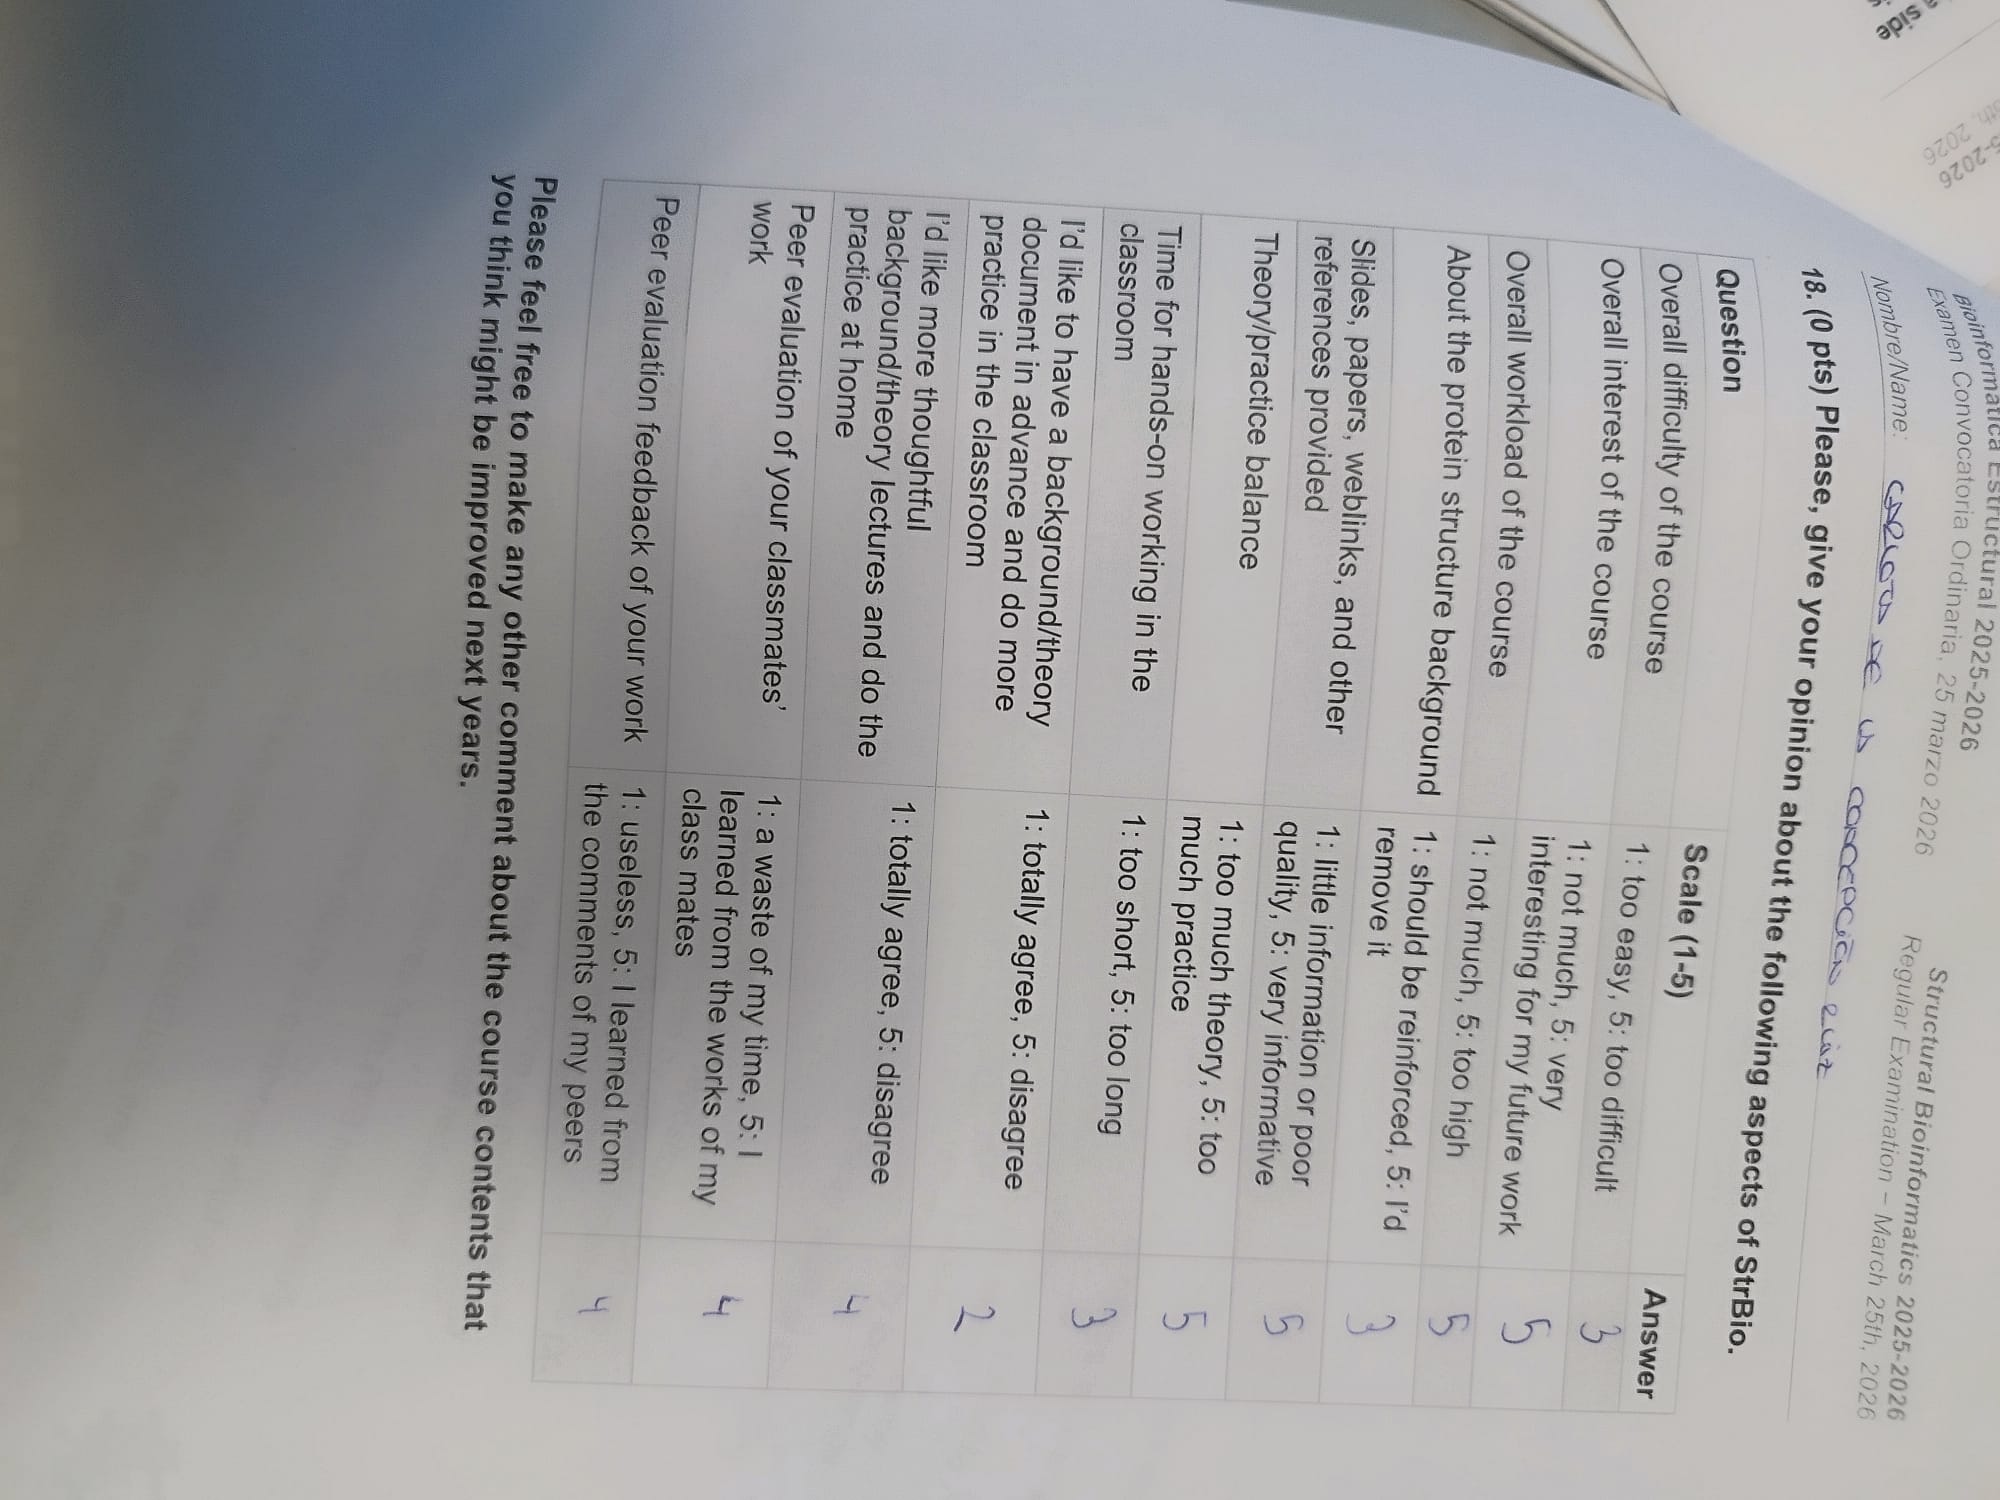 Bioinformática Estructural 2025-2026
Examen Convocatoria Ordinaria, 25 marzo 2026
Structural Bioinformatics 2025-2026
Regular Examination – March 25th, 2026
Nombre/Name:
18. (0 pts) Please, give your opinion about the following aspects of StrBio.
Question Scale (1-5) Answer
Overall difficulty of the course 1: too easy, 5: too difficult 3
Overall interest of the course 1: not much, 5: very
interesting for my future work 5
Overall workload of the course 1: not much, 5: too high 5
About the protein structure background 1: should be reinforced, 5: I'd
remove it 3
Slides, papers, weblinks, and other
references provided
1: little information or poor
quality, 5: very informative 5
Theory/practice balance 1: too much theory, 5: too
much practice 5
Time for hands-on working in the
classroom
1: too short, 5: too long 3
I'd like to have a background/theory
document in advance and do more
practice in the classroom
1: totally agree, 5: disagree 2
I'd like more thoughtful
background/theory lectures and do the
practice at home
1: totally agree, 5: disagree 4
Peer evaluation of your classmates'
work
1: a waste of my time, 5: I
learned from the works of my
class mates 4
Peer evaluation feedback of your work 1: useless, 5: I learned from
the comments of my peers 4
Please feel free to make any other comment about the course contents that
you think might be improved next years.
side
2026
2026